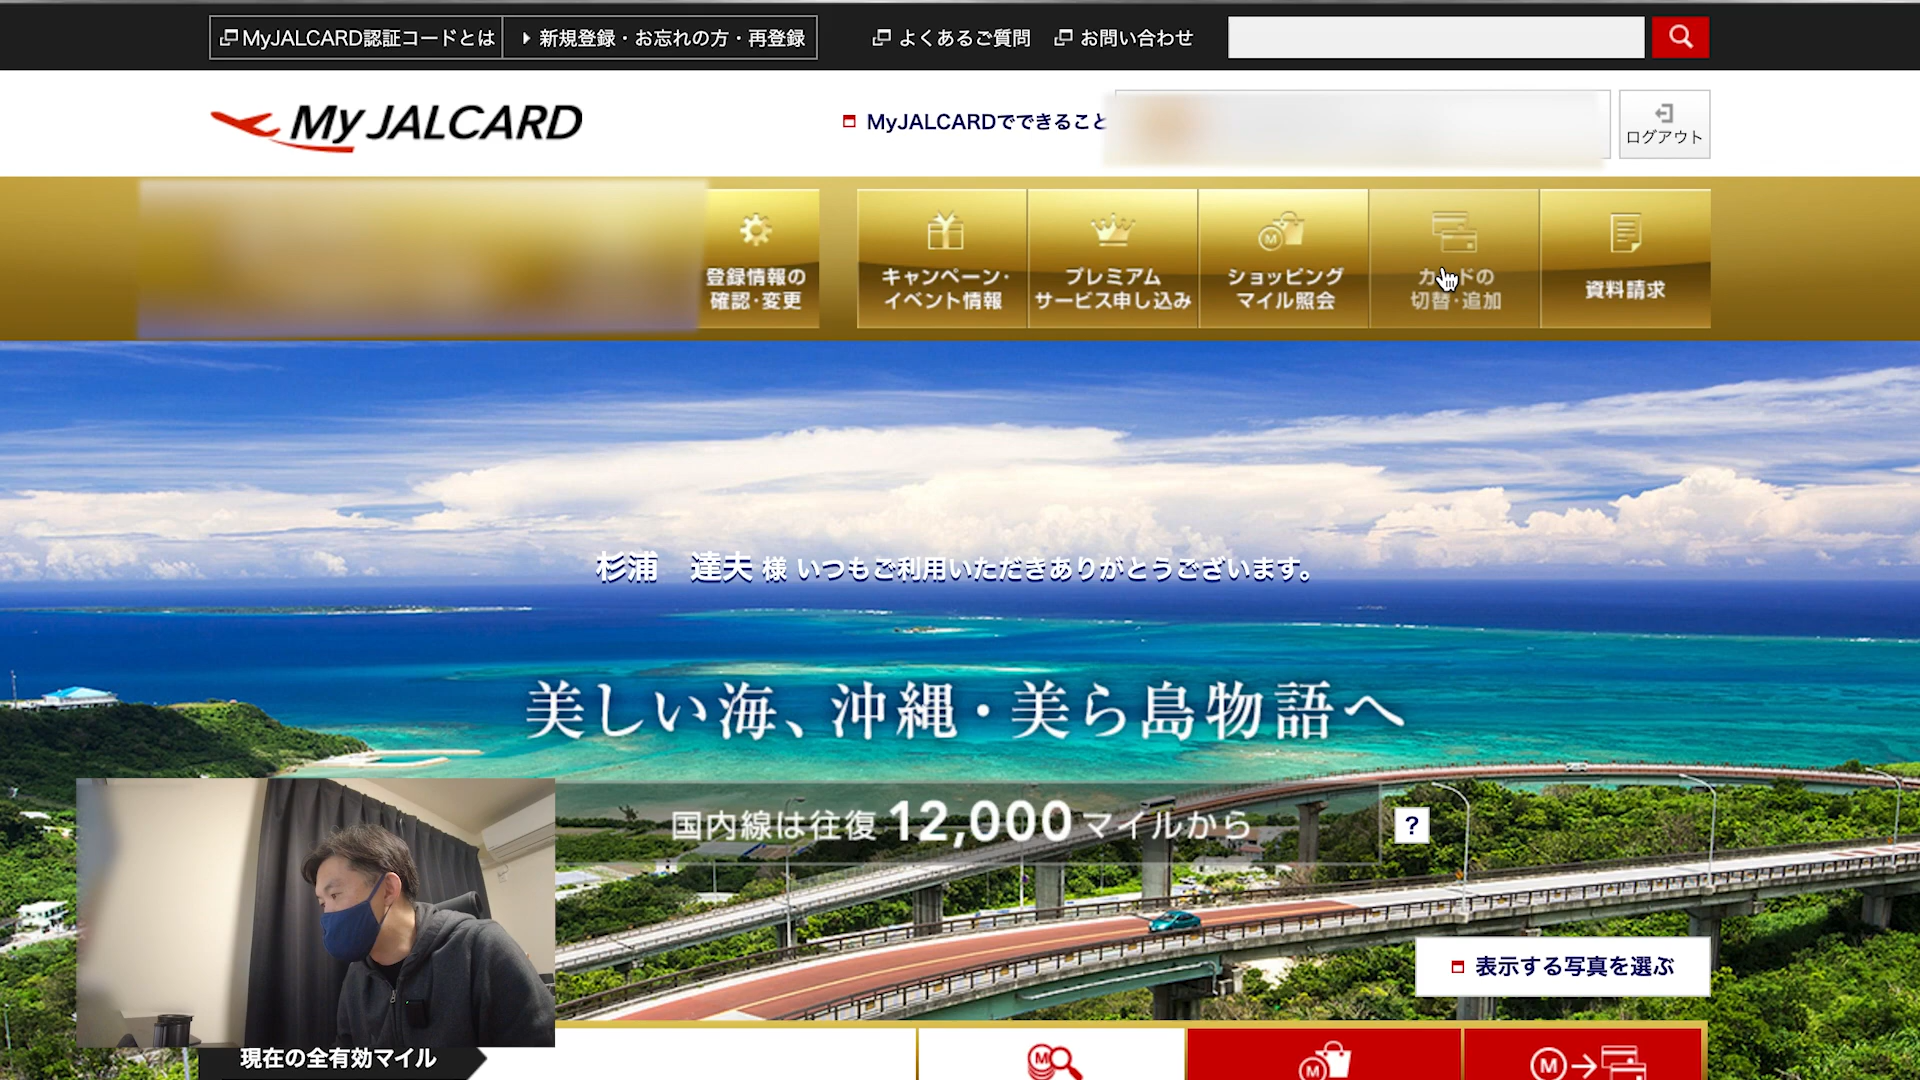 MyJALCARD認証コードとは
新規登録・お忘れの方・再登録
よくあるご質問
お問い合わせ
My JALCARD
MyJALCARDでできること
ログアウト
登録情報の
確認・変更
キャンペーン・
イベント情報
プレミアム
サービス申し込み
ショッピング
マイル照会
カードの
切替・追加
資料請求
杉浦　達夫 様 いつもご利用いただきありがとうございます。
美しい海、沖縄・美ら島物語へ
国内線は往復 12,000 マイルから
?
表示する写真を選ぶ
現在の全有効マイル
M
M
M